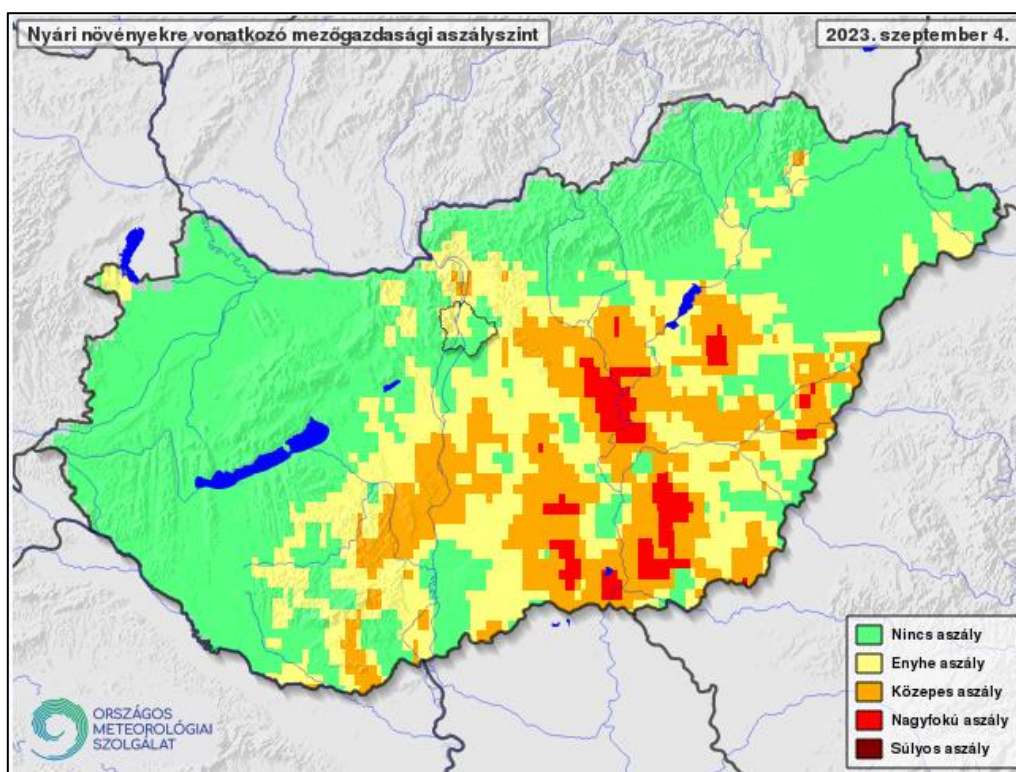 Nyári növényekre vonatkozó mezőgazdasági aszályszint
2023. szeptember 4.
Nincs aszály
Enyhe aszály
Közepes aszály
Nagyfokú aszály
Súlyos aszály
ORSZÁGOS
METEOROLÓGIAI
SZOLGÁLAT